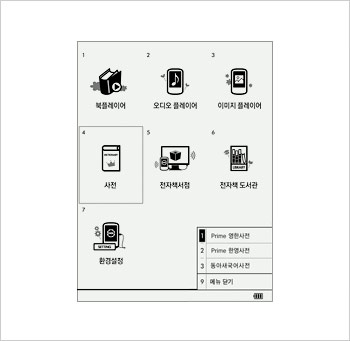 1
2
3
북플레이어
오디오 플레이어
이미지 플레이어
4
5
6
DICTIONARY
LIBRARY
사전
전자책서점
전자책 도서관
7
SETTING
환경설정
1 Prime 영한사전
2 Prime 한영사전
3 동아새국어사전
9 메뉴 닫기